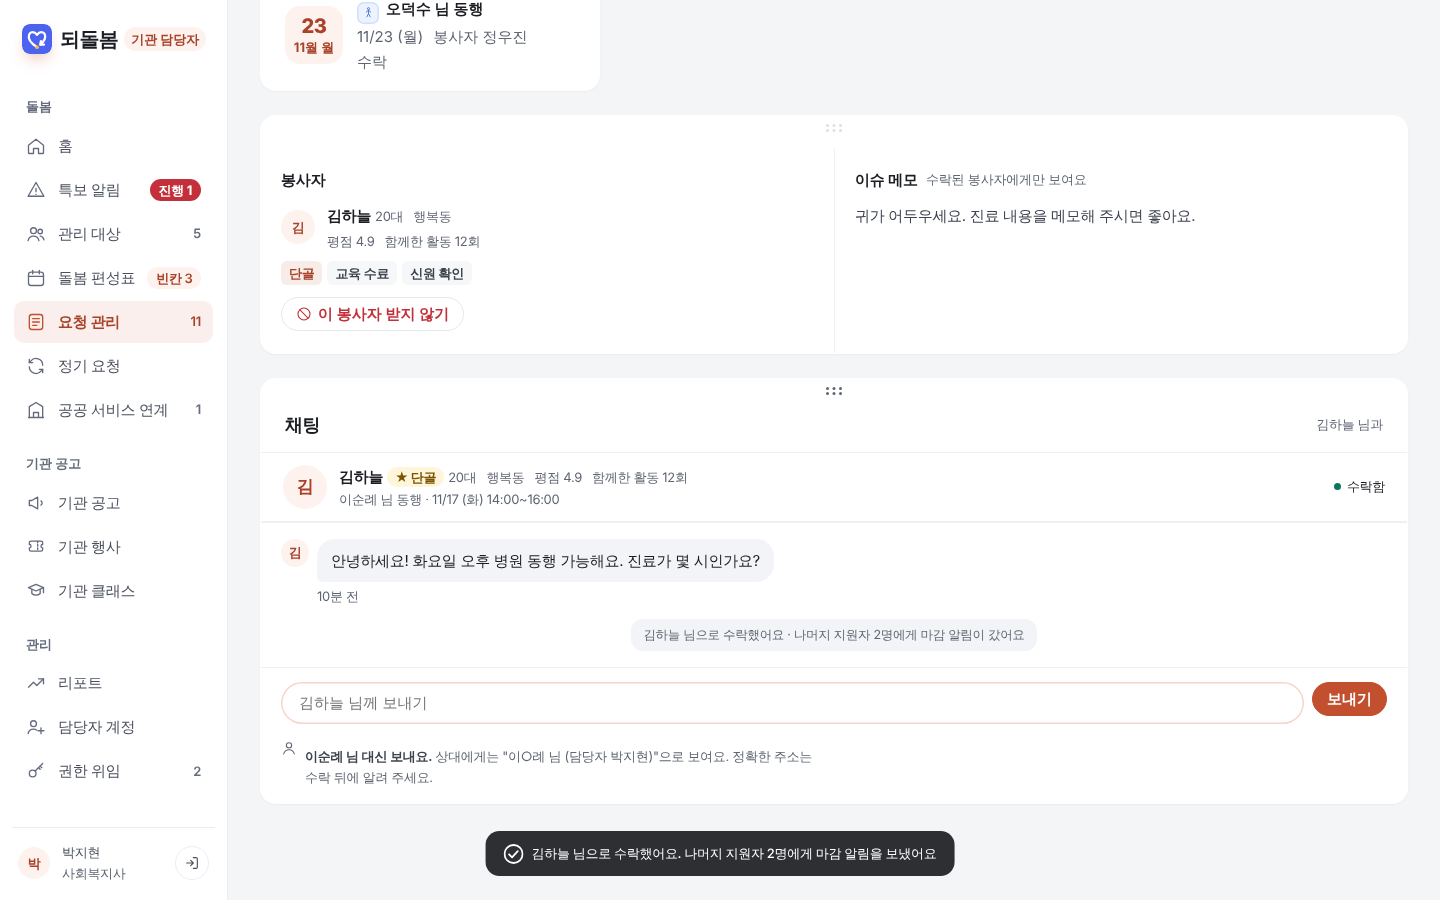 되돌봄 기관 담당자
돌봄
홈
특보 알림 진행 1
관리 대상 5
돌봄 편성표 빈칸 3
요청 관리 11
정기 요청
공공 서비스 연계 1
기관 공고
기관 공고
기관 행사
기관 클래스
관리
리포트
담당자 계정
권한 위임 2
박 박지현
사회복지사
23
11월 월
오덕수 님 동행
11/23 (월) 봉사자 정우진
수락
봉사자
김 김하늘 20대 행복동
평점 4.9 함께한 활동 12회
단골 교육 수료 신원 확인
이 봉사자 받지 않기
이슈 메모 수락된 봉사자에게만 보여요
귀가 어두우세요. 진료 내용을 메모해 주시면 좋아요.
채팅 김하늘 님과
김 김하늘 ★ 단골 20대 행복동 평점 4.9 함께한 활동 12회
이순례 님 동행 · 11/17 (화) 14:00~16:00
수락함
김 안녕하세요! 화요일 오후 병원 동행 가능해요. 진료가 몇 시인가요?
10분 전
김하늘 님으로 수락했어요 · 나머지 지원자 2명에게 마감 알림이 갔어요
김하늘 님께 보내기 보내기
이순례 님 대신 보내요. 상대에게는 "이○례 님 (담당자 박지현)"으로 보여요. 정확한 주소는
수락 뒤에 알려 주세요.
김하늘 님으로 수락했어요. 나머지 지원자 2명에게 마감 알림을 보냈어요